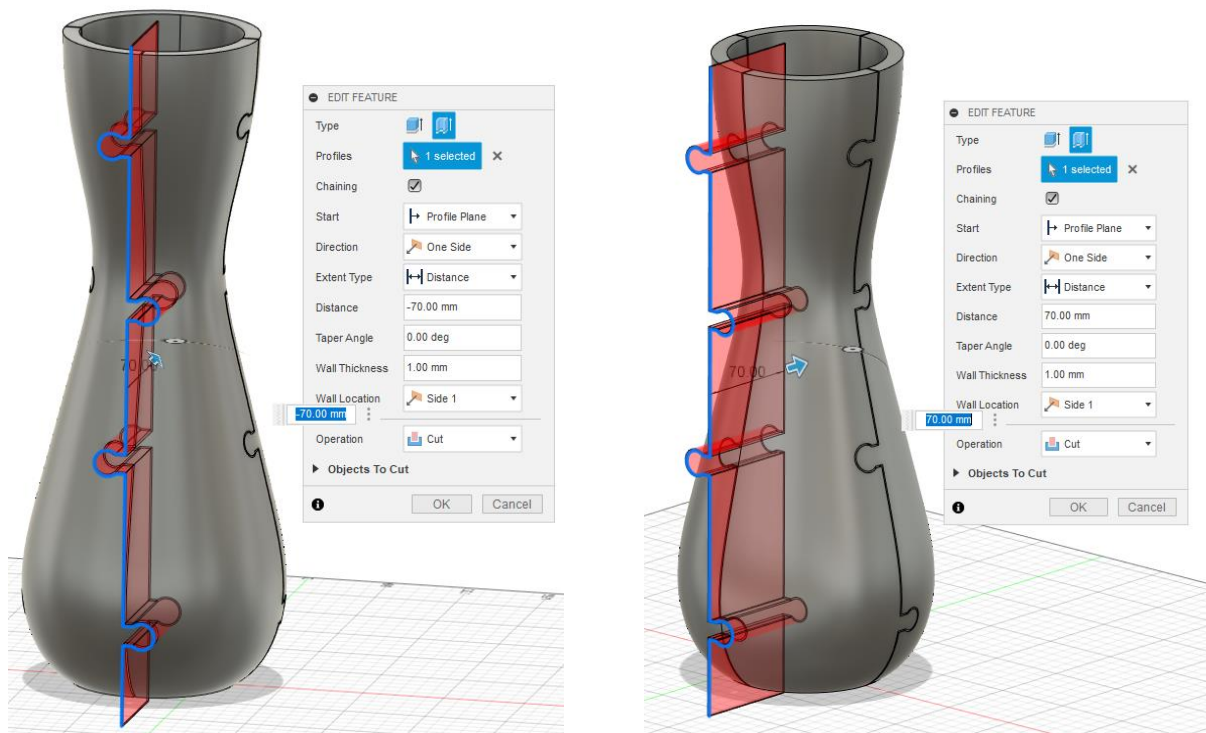 EDIT FEATURE
Type
Profiles 1 selected
Chaining
Start Profile Plane
Direction One Side
Extent Type Distance
Distance -70.00 mm
Taper Angle 0.00 deg
Wall Thickness 1.00 mm
Wall Location Side 1
-70.00 mm
Operation Cut
Objects To Cut
OK Cancel
70.00
EDIT FEATURE
Type
Profiles 1 selected
Chaining
Start Profile Plane
Direction One Side
Extent Type Distance
Distance 70.00 mm
Taper Angle 0.00 deg
Wall Thickness 1.00 mm
Wall Location Side 1
70.00 mm
Operation Cut
Objects To Cut
OK Cancel
70.00